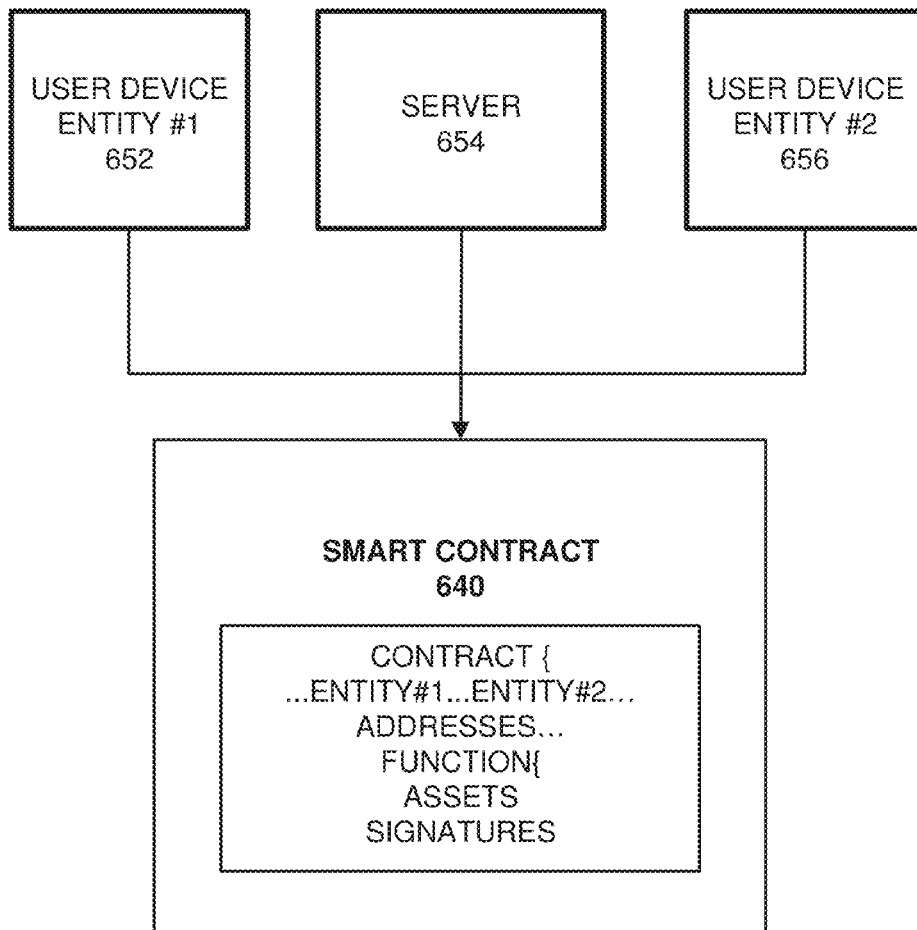 USER DEVICE
ENTITY #1
652
SERVER
654
USER DEVICE
ENTITY #2
656
SMART CONTRACT
640
CONTRACT {
...ENTITY#1...ENTITY#2...
ADDRESSES...
FUNCTION{
ASSETS
SIGNATURES